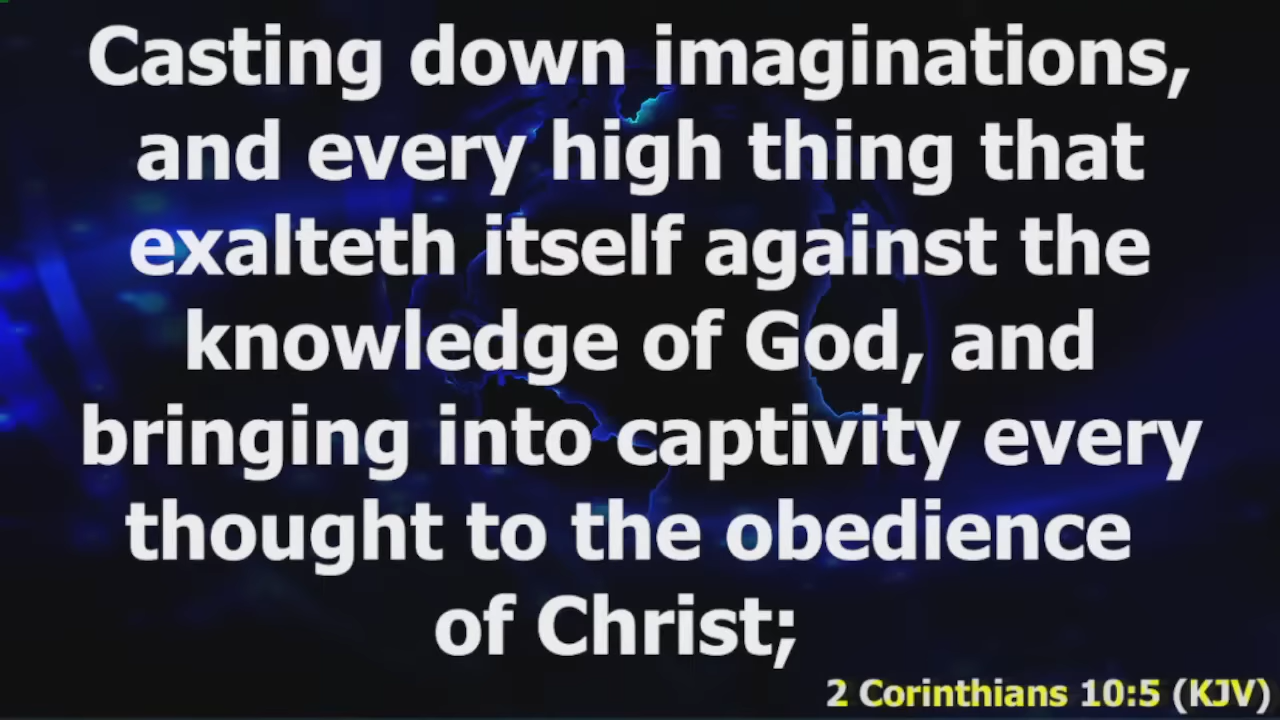 Casting down imaginations,
and every high thing that
exalteth itself against the
knowledge of God, and
bringing into captivity every
thought to the obedience
of Christ;
2 Corinthians 10:5 (KJV)